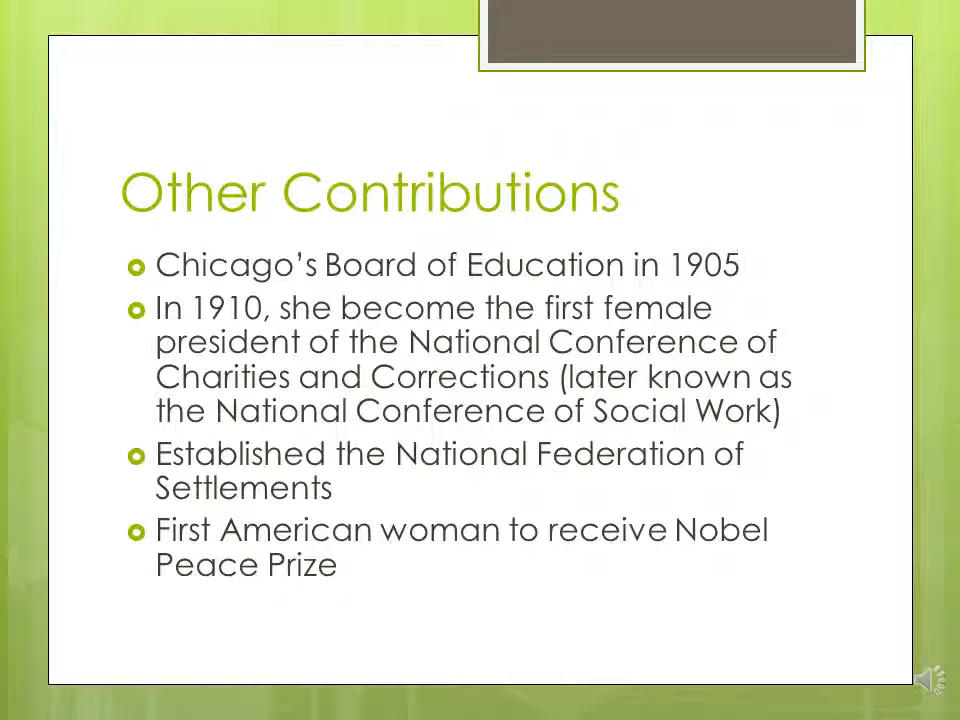 Other Contributions
Chicago’s Board of Education in 1905
In 1910, she become the first female
president of the National Conference of
Charities and Corrections (later known as
the National Conference of Social Work)
Established the National Federation of
Settlements
First American woman to receive Nobel
Peace Prize